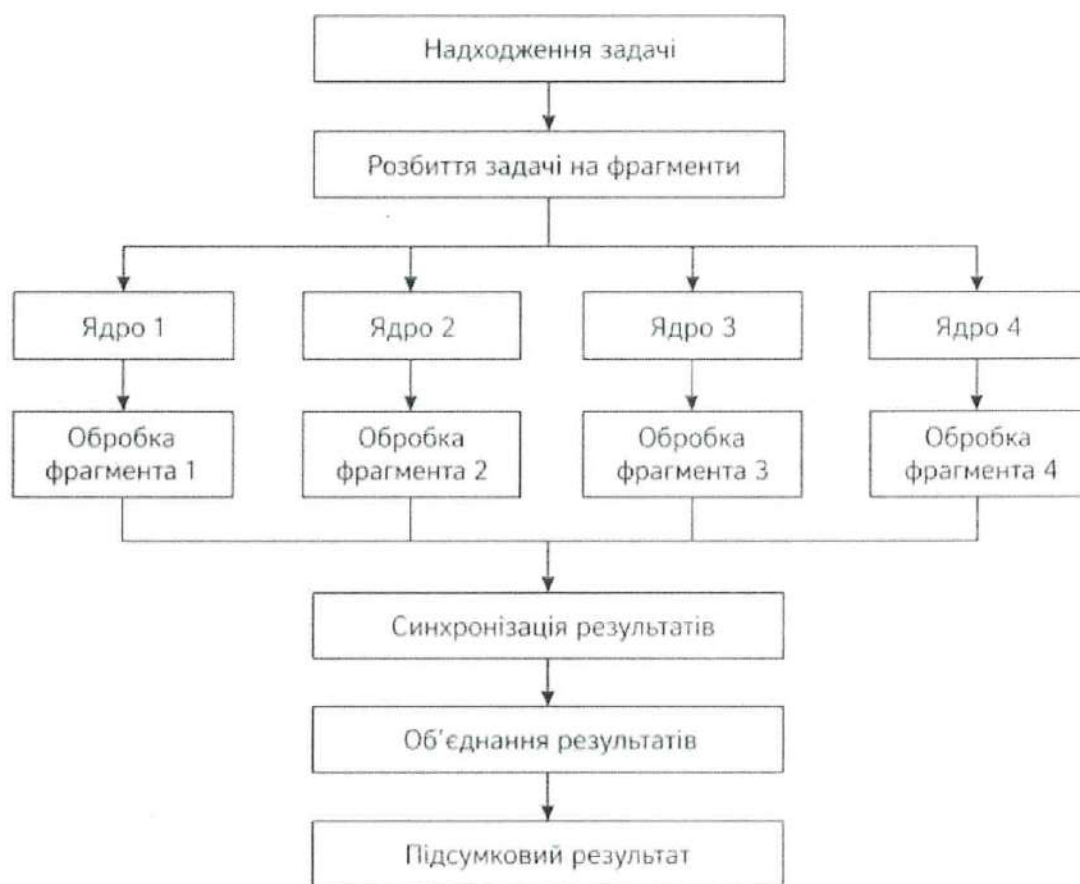 Надходження задачі
Розбиття задачі на фрагменти
Ядро 1
Ядро 2
Ядро 3
Ядро 4
Обробка
фрагмента 1
Обробка
фрагмента 2
Обробка
фрагмента 3
Обробка
фрагмента 4
Синхронізація результатів
Об'єднання результатів
Підсумковий результат